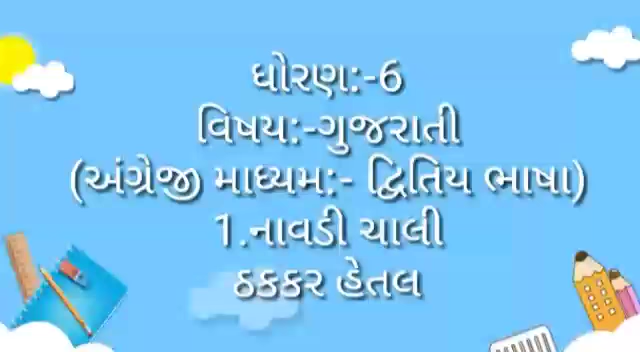 ધોરણ:-6
વિષય:-ગુજરાતી
(અંગ્રેજી માધ્યમ:- દ્વિતિય ભાષા)
1.નાવડી ચાલી
ઠકકર હેતલ